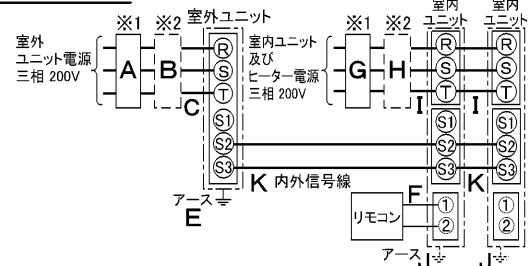 ※1 ※2 室外ユニット ※1 ※2 室内ユニット 室内ユニット
室外ユニット電源 三相 200V
A B C
R
S
T
S1
S2
S3
アース
E
室内ユニット及びヒーター電源 三相 200V
G H I I
R R
S S
T T
S1 S1
S2 S2
S3 S3
K 内外信号線 F K
リモコン
① ①
② ②
アース J J